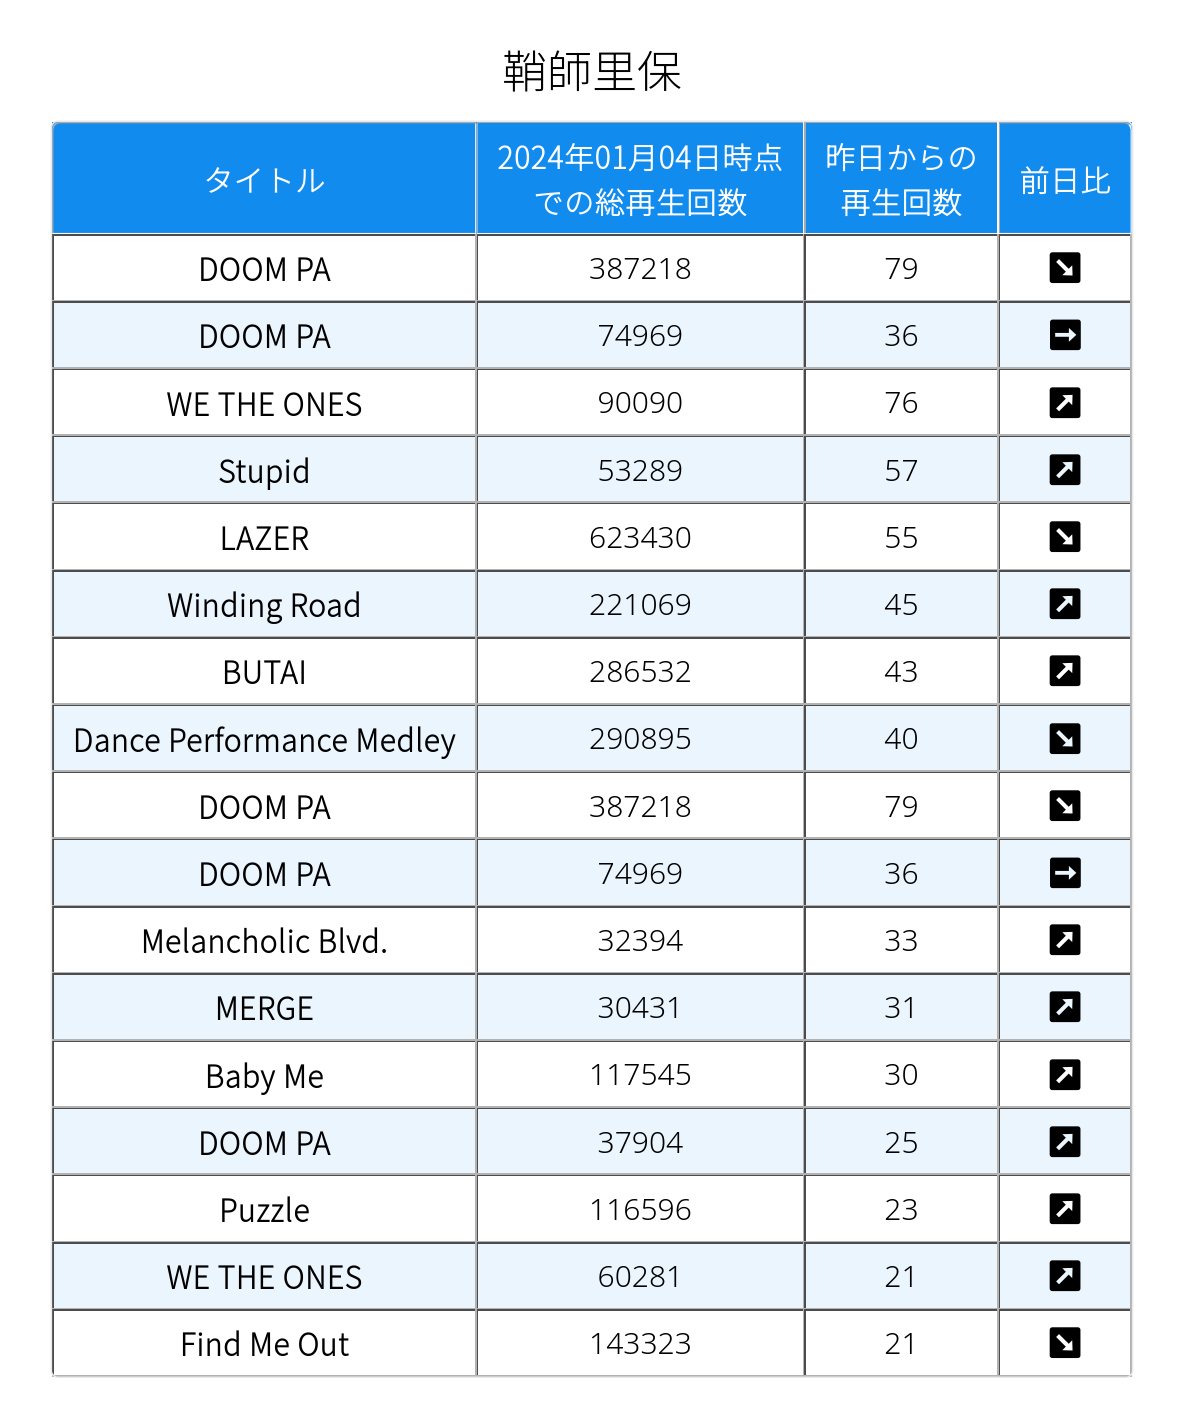 鞘師里保
タイトル 2024年01月04日時点での総再生回数 昨日からの再生回数 前日比
DOOM PA 387218 79 ↘
DOOM PA 74969 36 →
WE THE ONES 90090 76 ↗
Stupid 53289 57 ↗
LAZER 623430 55 ↘
Winding Road 221069 45 ↗
BUTAI 286532 43 ↗
Dance Performance Medley 290895 40 ↘
DOOM PA 387218 79 ↘
DOOM PA 74969 36 →
Melancholic Blvd. 32394 33 ↗
MERGE 30431 31 ↗
Baby Me 117545 30 ↗
DOOM PA 37904 25 ↗
Puzzle 116596 23 ↗
WE THE ONES 60281 21 ↗
Find Me Out 143323 21 ↘